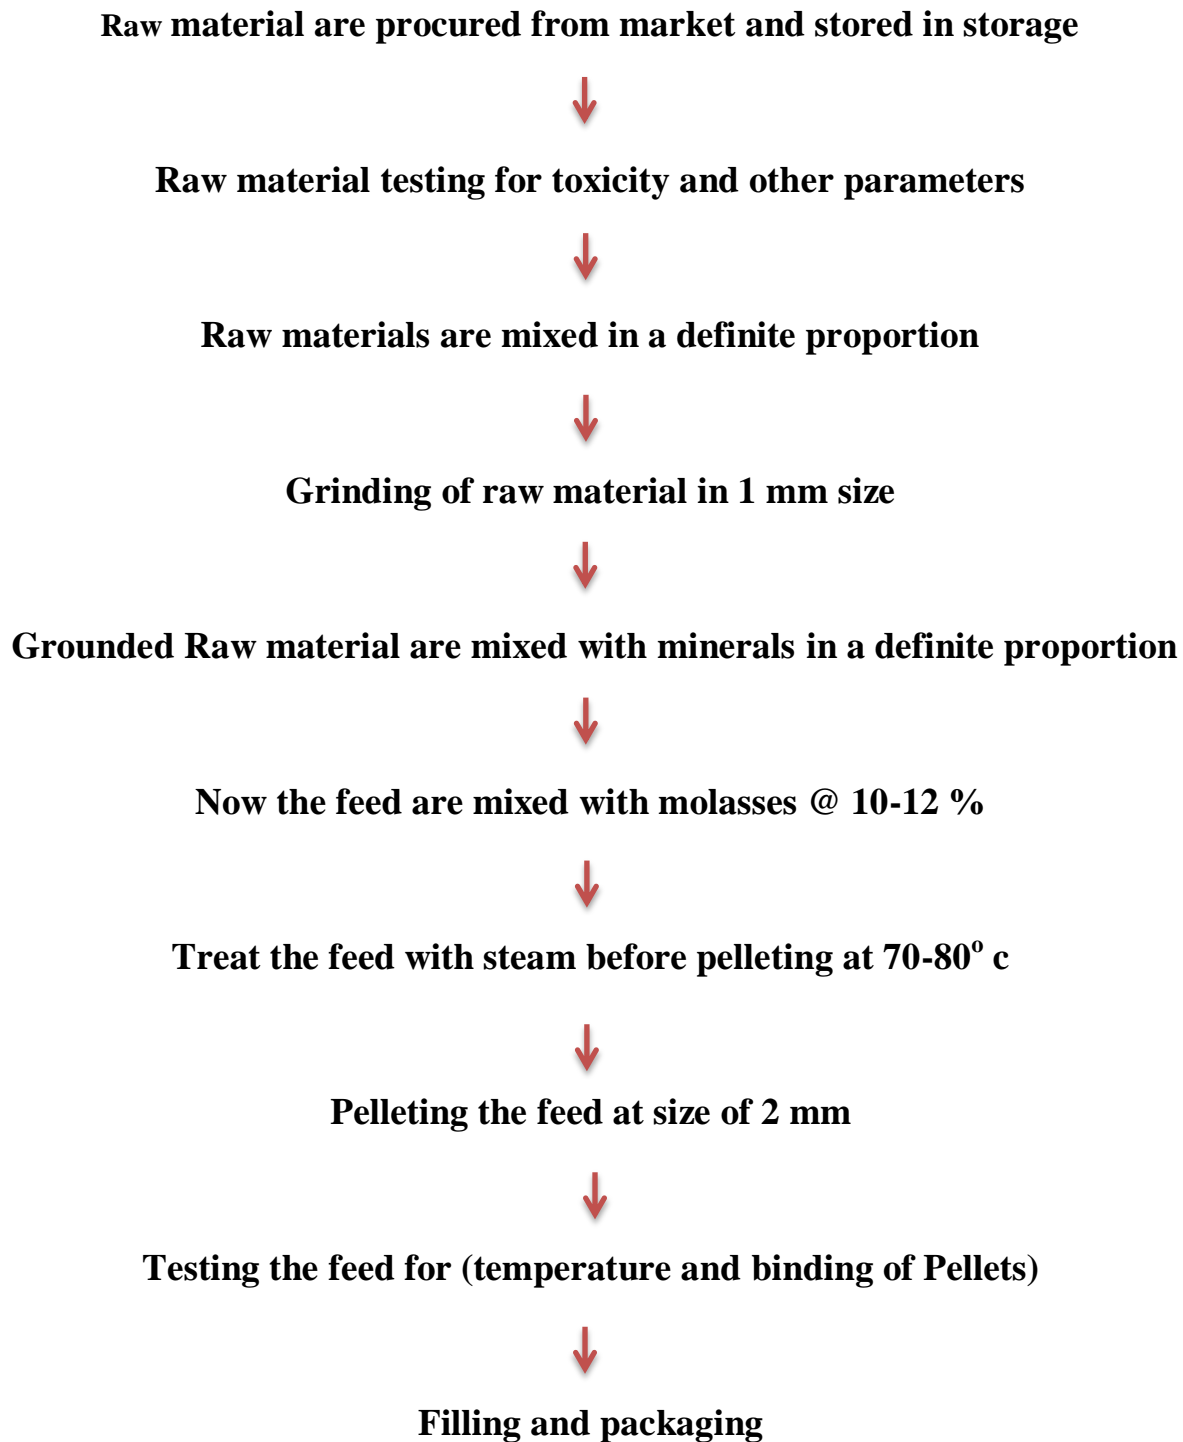 Raw material are procured from market and stored in storage
Raw material testing for toxicity and other parameters
Raw materials are mixed in a definite proportion
Grinding of raw material in 1 mm size
Grounded Raw material are mixed with minerals in a definite proportion
Now the feed are mixed with molasses @ 10-12 %
Treat the feed with steam before pelleting at 70-80º c
Pelleting the feed at size of 2 mm
Testing the feed for (temperature and binding of Pellets)
Filling and packaging